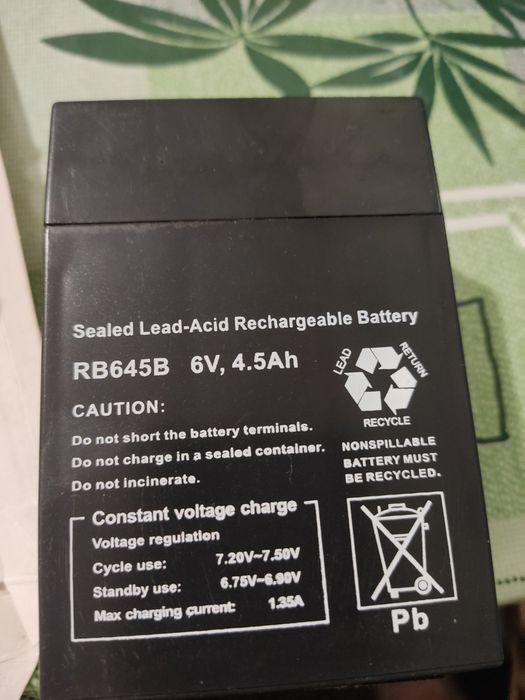 Sealed Lead-Acid Rechargeable Battery
RB645B 6V, 4.5Ah
CAUTION:
Do not short the battery terminals.
Do not charge in a sealed container.
Do not incinerate.
LEAD
RETURN
RECYCLE
NONSPILLABLE
BATTERY MUST
BE RECYCLED.
Constant voltage charge
Voltage regulation
Cycle use: 7.20V~7.50V
Standby use: 6.75V~6.90V
Max charging current: 1.35A
Pb